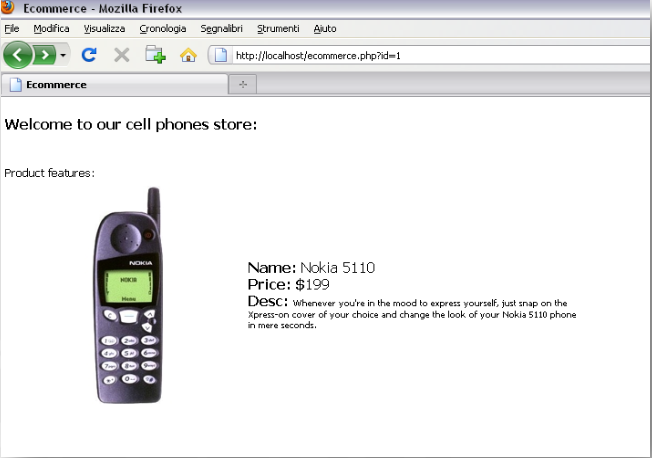 Ecommerce - Mozilla Firefox
File Modifica Visualizza Cronologia Segnalibri Strumenti Aiuto
http://localhost/ecommerce.php?id=1
Ecommerce
Welcome to our cell phones store:
Product features:
NOKIA
NOKIA
Menu
Name: Nokia 5110
Price: $199
Desc: Whenever you're in the mood to express yourself, just snap on the
Xpress-on cover of your choice and change the look of your Nokia 5110 phone
in mere seconds.